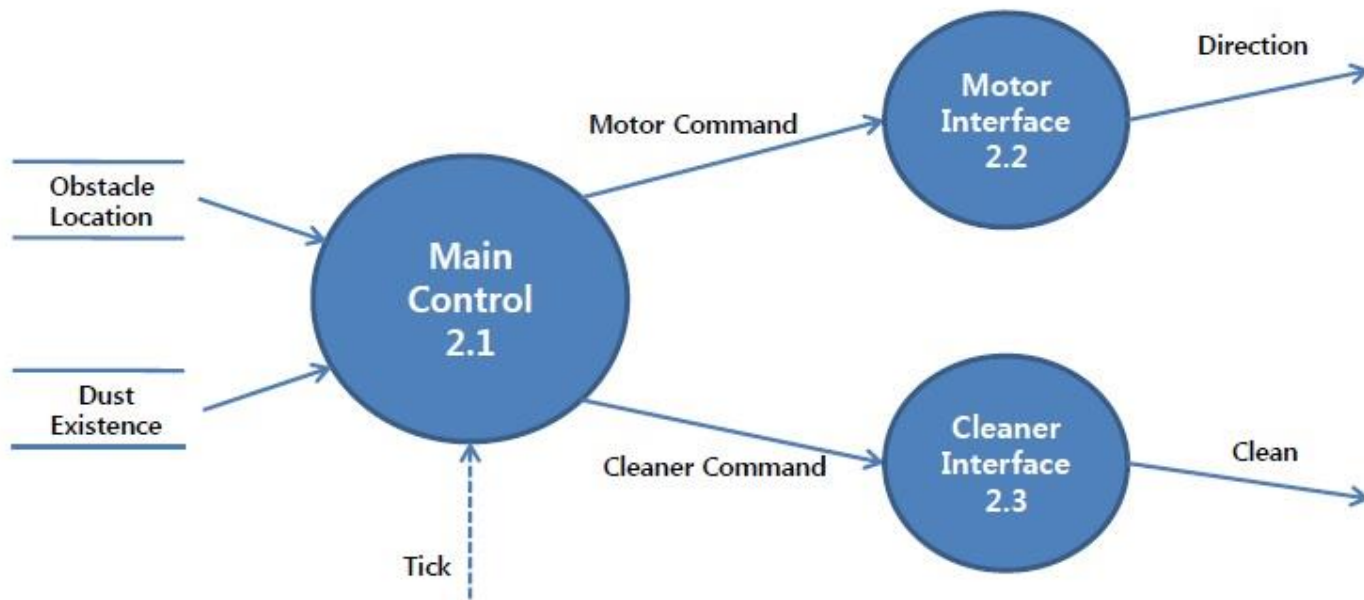 Direction
Motor
Interface
2.2
Motor Command
Obstacle
Location
Main
Control
2.1
Dust
Existence
Cleaner
Interface
2.3
Clean
Cleaner Command
Tick